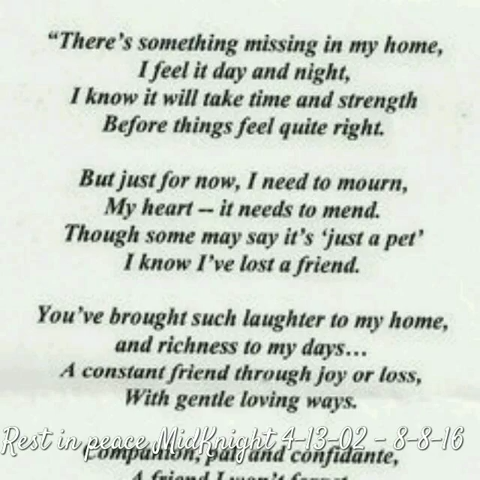 “There's something missing in my home,
I feel it day and night,
I know it will take time and strength
Before things feel quite right.
But just for now, I need to mourn,
My heart -- it needs to mend.
Though some may say it's ‘just a pet’
I know I've lost a friend.
You've brought such laughter to my home,
and richness to my days…
A constant friend through joy or loss,
With gentle loving ways.
Rest in peace MidKnight 4-13-02 - 8-8-16
Companion, pal, and confidante,
A friend I won't forget